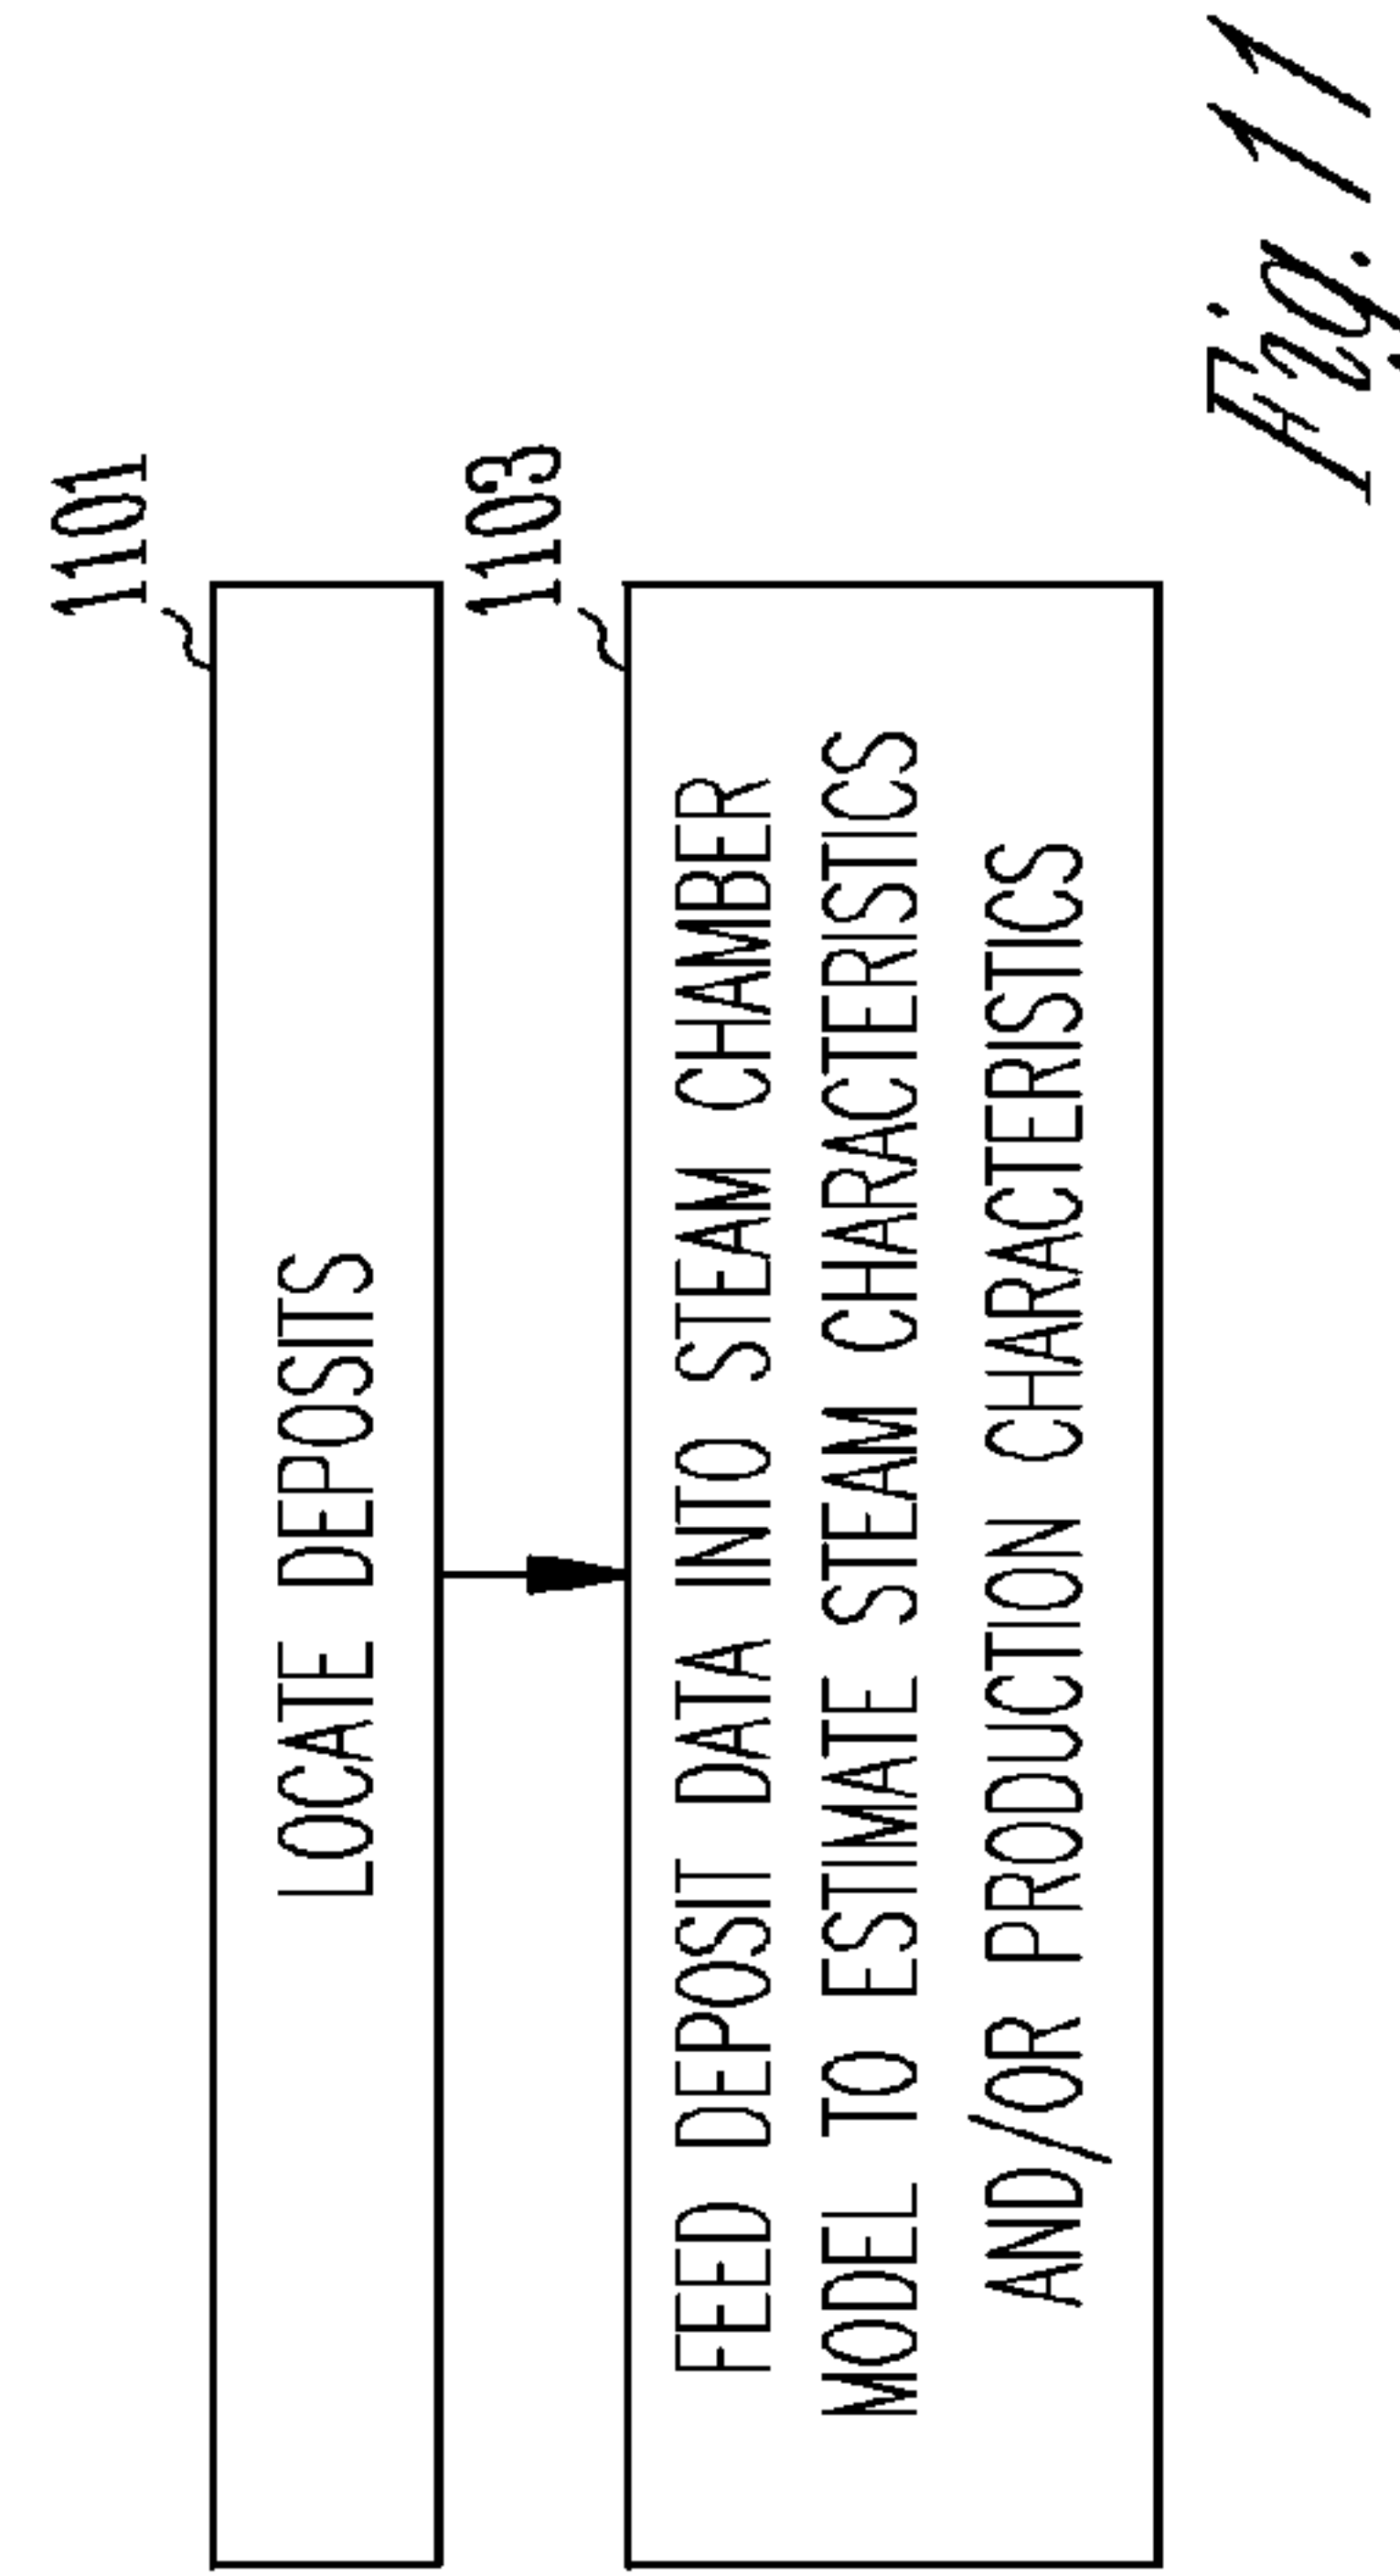 1101
LOCATE DEPOSITS
1103
FEED DEPOSIT DATA INTO STEAM CHAMBER
MODEL TO ESTIMATE STEAM CHARACTERISTICS
AND/OR PRODUCTION CHARACTERISTICS
Fig. 11